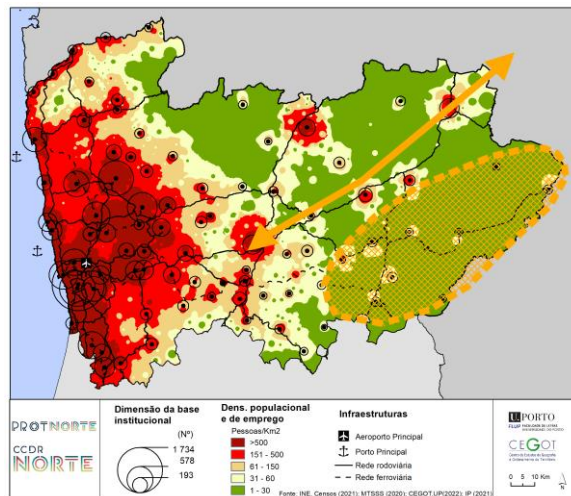 PROTNORTE
CCDR
NORTE
Dimensão da base
institucional
(Nº)
1 734
578
193
Dens. populacional
e de emprego
Pessoas/Km2
>500
151 - 500
61 - 150
31 - 60
1 - 30
Infraestruturas
Aeroporto Principal
Porto Principal
Rede rodoviária
Rede ferroviária
Fonte: INE, Censos (2021); MTSSS (2020); CEGOT.UP(2022); IP (2021)
U.PORTO
CEGOT
0 5 10 Km
N